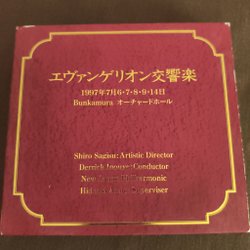 エヴァンゲリオン交響楽
1997年7月6・7・8・9・14日
Bunkamura オーチャードホール
Shiro Sagisu: Artistic Director
Derrick Inouye: Conductor
New Japan Philharmonic
Supervisor